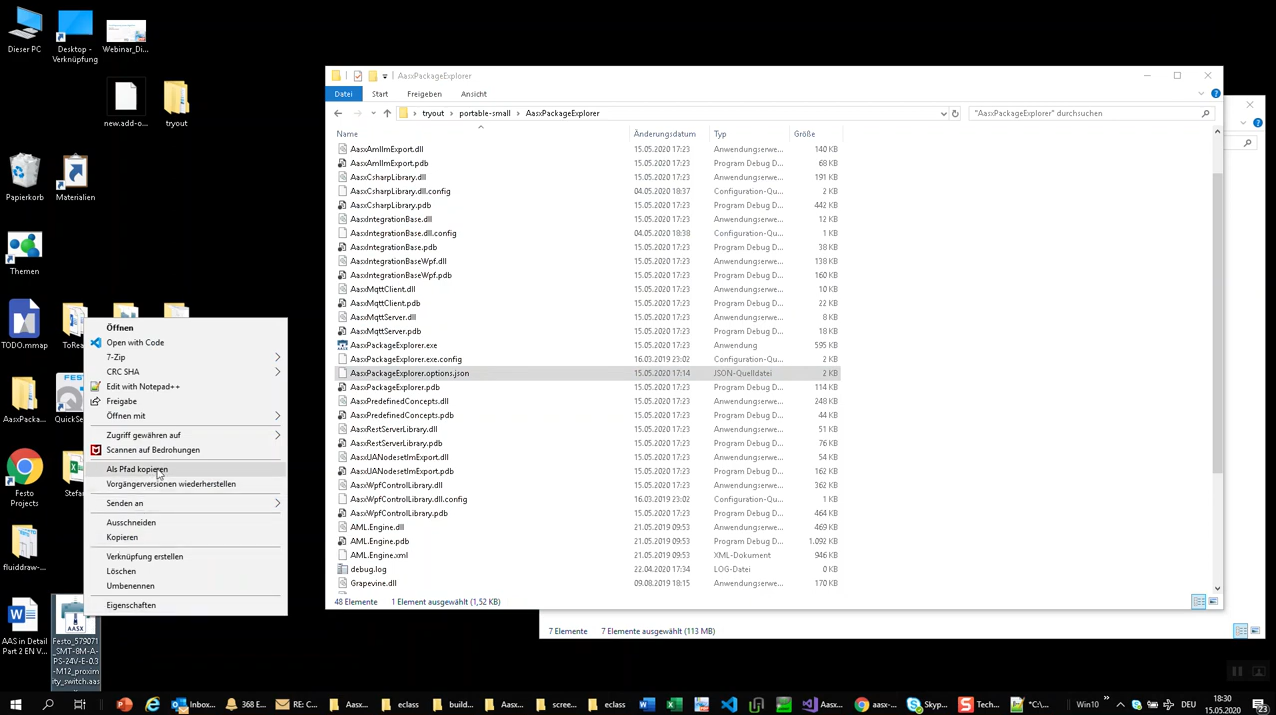 Dieser PC
Desktop -
Verknüpfung
Webinar_Di...
new.add-o...
tryout
Papierkorb
Materialien
Themen
TODO.mmap
ToRea
AasxPacka...
QuickSe
Festo
Projects
Stefan
fluiddraw-...
AAS in Detail
Part 2 EN V...
AASX
Festo_579071
_SMT-8M-A-
PS-24V-E-0.3
-M12_proxim
ity_switch.aas
Öffnen
Open with Code
7-Zip
CRC SHA
Edit with Notepad++
Freigabe
Öffnen mit
Zugriff gewähren auf
Scannen auf Bedrohungen
Als Pfad kopieren
Vorgängerversionen wiederherstellen
Senden an
Ausschneiden
Kopieren
Verknüpfung erstellen
Löschen
Umbenennen
Eigenschaften
AasxPackageExplorer
Datei Start Freigeben Ansicht
tryout > portable-small > AasxPackageExplorer
"AasxPackageExplorer" durchsuchen
Name Änderungsdatum Typ Größe
AasxAmlImExport.dll 15.05.2020 17:23 Anwendungserwe... 140 KB
AasxAmlImExport.pdb 15.05.2020 17:23 Program Debug D... 68 KB
AasxCsharpLibrary.dll 15.05.2020 17:23 Anwendungserwe... 191 KB
AasxCsharpLibrary.dll.config 04.05.2020 18:37 Configuration-Qu... 2 KB
AasxCsharpLibrary.pdb 15.05.2020 17:23 Program Debug D... 442 KB
AasxIntegrationBase.dll 15.05.2020 17:23 Anwendungserwe... 12 KB
AasxIntegrationBase.dll.config 04.05.2020 18:38 Configuration-Qu... 1 KB
AasxIntegrationBase.pdb 15.05.2020 17:23 Program Debug D... 38 KB
AasxIntegrationBaseWpf.dll 15.05.2020 17:23 Anwendungserwe... 138 KB
AasxIntegrationBaseWpf.pdb 15.05.2020 17:23 Program Debug D... 160 KB
AasxMqttClient.dll 15.05.2020 17:23 Anwendungserwe... 10 KB
AasxMqttClient.pdb 15.05.2020 17:23 Program Debug D... 22 KB
AasxMqttServer.dll 15.05.2020 17:23 Anwendungserwe... 8 KB
AasxMqttServer.pdb 15.05.2020 17:23 Program Debug D... 18 KB
AasxPackageExplorer.exe 15.05.2020 17:23 Anwendung 595 KB
AasxPackageExplorer.exe.config 16.03.2019 23:02 Configuration-Qu... 2 KB
AasxPackageExplorer.options.json 15.05.2020 17:14 JSON-Quelldatei 2 KB
AasxPackageExplorer.pdb 15.05.2020 17:23 Program Debug D... 114 KB
AasxPredefinedConcepts.dll 15.05.2020 17:23 Anwendungserwe... 248 KB
AasxPredefinedConcepts.pdb 15.05.2020 17:23 Program Debug D... 44 KB
AasxRestServerLibrary.dll 15.05.2020 17:23 Anwendungserwe... 91 KB
AasxRestServerLibrary.pdb 15.05.2020 17:23 Program Debug D... 76 KB
AasxUANodesetImExport.dll 15.05.2020 17:23 Anwendungserwe... 58 KB
AasxUANodesetImExport.pdb 15.05.2020 17:23 Program Debug D... 162 KB
AasxWpfControlLibrary.dll 15.05.2020 17:23 Anwendungserwe... 362 KB
AasxWpfControlLibrary.dll.config 16.03.2019 23:02 Configuration-Qu... 1 KB
AasxWpfControlLibrary.pdb 15.05.2020 17:23 Program Debug D... 464 KB
AML.Engine.dll 21.05.2019 09:53 Anwendungserwe... 469 KB
AML.Engine.pdb 21.05.2019 09:53 Program Debug D... 1.092 KB
AML.Engine.xml 21.05.2019 09:53 XML-Dokument 946 KB
debug.log 22.04.2020 17:34 LOG-Datei 0 KB
Grapevine.dll 09.08.2019 18:15 Anwendungserwe... 170 KB
48 Elemente 1 Element ausgewählt (1,52 KB)
7 Elemente 7 Elemente ausgewählt (113 MB)
Inbox... 368 E... RE: C... Aasx... eclass build... Aasx... scree... eclass Aasx... aasx-... Skyp... Tech... *C:\... Win10
18:30
15.05.2020